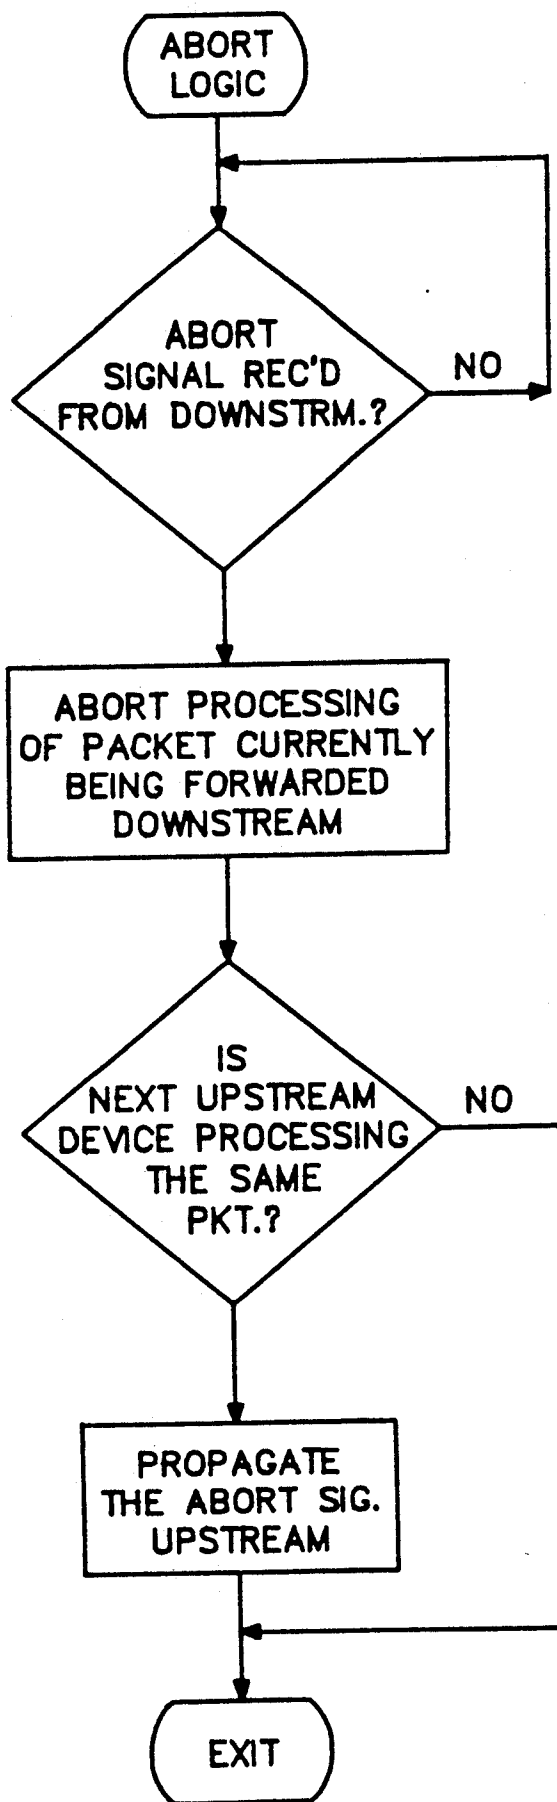 ABORT
LOGIC
ABORT
SIGNAL REC'D
FROM DOWNSTRM.?
NO
ABORT PROCESSING
OF PACKET CURRENTLY
BEING FORWARDED
DOWNSTREAM
IS
NEXT UPSTREAM
DEVICE PROCESSING
THE SAME
PKT.?
NO
PROPAGATE
THE ABORT SIG.
UPSTREAM
EXIT